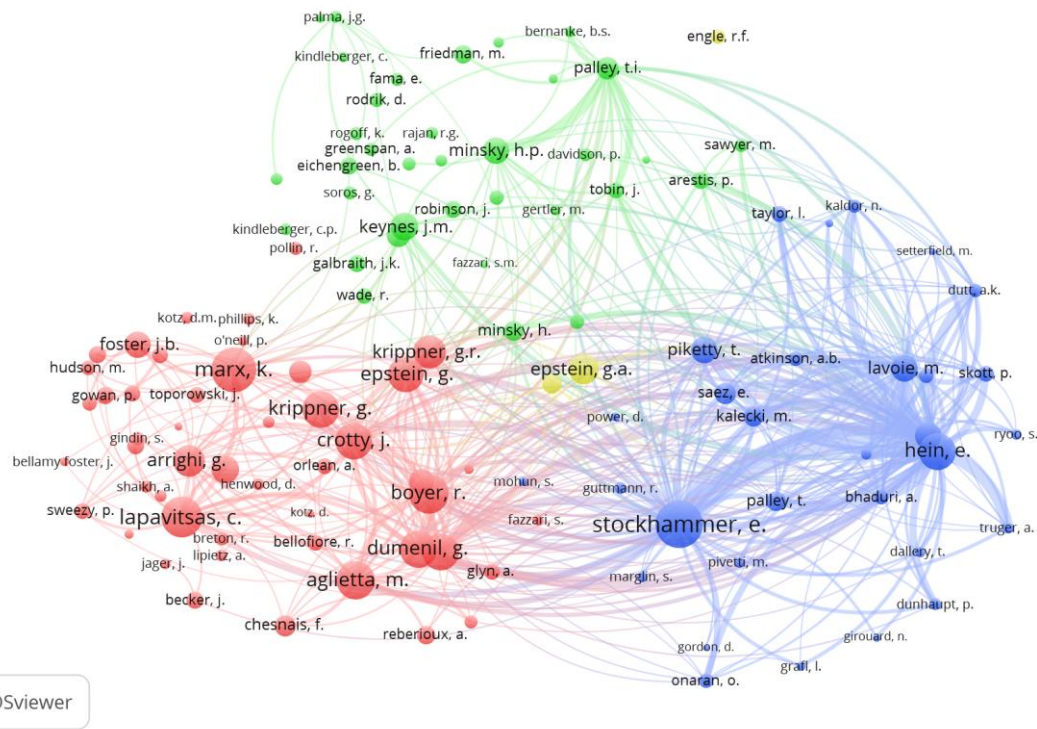 palma, j.g.
bernanke, b.s.
engle, r.f.
kindleberger, c.
friedman, m.
palley, t.i.
fama, e.
rodrik, d.
rogoff, k.
rajan, r.g.
greenspan, a.
minsky, h.p.
davidson, p.
sawyer, m.
eichengreen, b.
soros, g.
tobin, j.
arestis, p.
robinson, j.
gertler, m.
taylor, l.
kaldor, n.
kindleberger, c.p.
keynes, j.m.
pollin, r.
galbraith, j.k.
fazzari, s.m.
setterfield, m.
wade, r.
dutt, a.k.
kotz, d.m.
phillips, k.
minsky, h.
foster, j.b.
o'neill, p.
krippner, g.r.
piketty, t.
atkinson, a.b.
hudson, m.
marx, k.
epstein, g.
epstein, g.a.
lavoie, m.
skott, p.
gowan, p.
toporowski, j.
saez, e.
krippner, g.
power, d.
kalecki, m.
gindin, s.
crotty, j.
ryoo, s.
bellamy foster, j.
arrighi, g.
orlean, a.
hein, e.
shaikh, a.
henwood, d.
mohun, s.
guttmann, r.
boyer, r.
palley, t.
bhaduri, a.
sweezy, p.
lapavitsas, c.
kotz, d.
fazzari, s.
stockhammer, e.
truger, a.
breton, r.
bellofiore, r.
dumenil, g.
lipietz, a.
dallery, t.
jager, j.
aglietta, m.
glyn, a.
marglin, s.
pivetti, m.
becker, j.
dunhaupt, p.
chesnais, f.
reberioux, a.
girouard, n.
gordon, d.
grafl, l.
onaran, o.
OSviewer